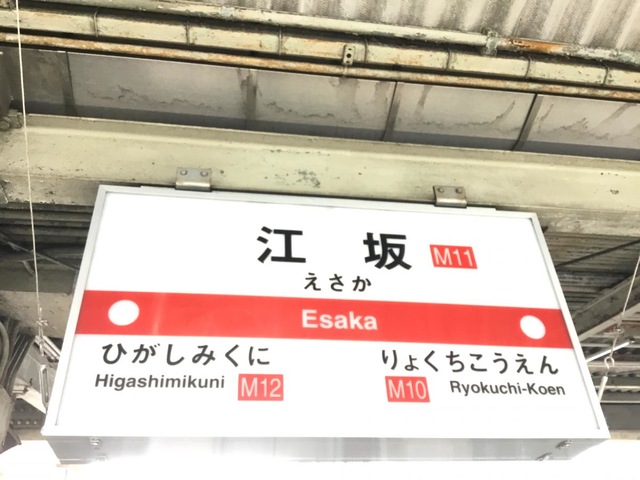 江坂 M11
えさか
Esaka
ひがしみくに りょくちこうえん
Higashimikuni M12 M10 Ryokuchi-Koen